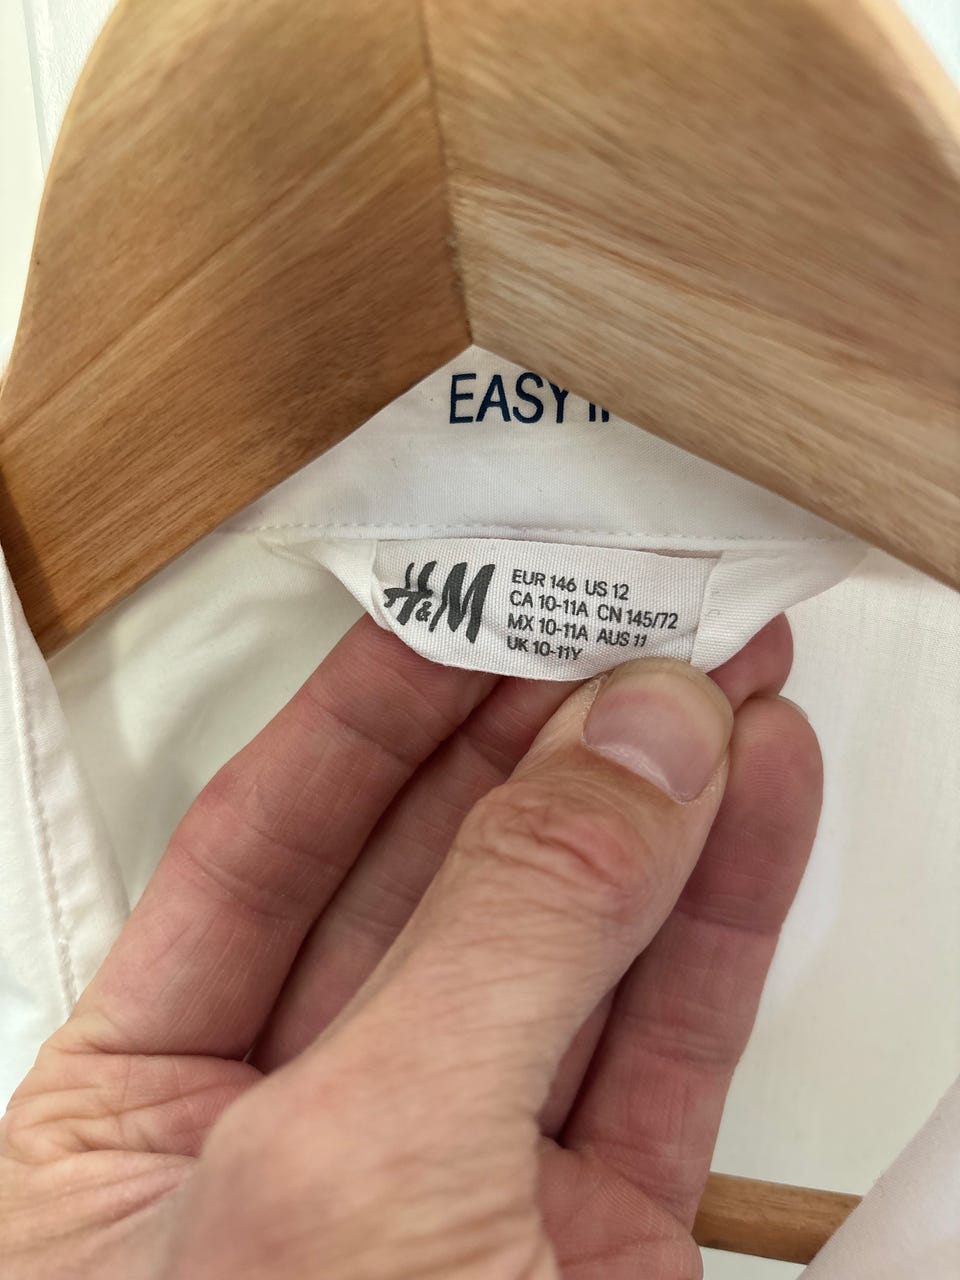 EASY
H&M
EUR 146 US 12
CA 10-11A CN 145/72
MX 10-11A AUS 11
UK 10-11Y